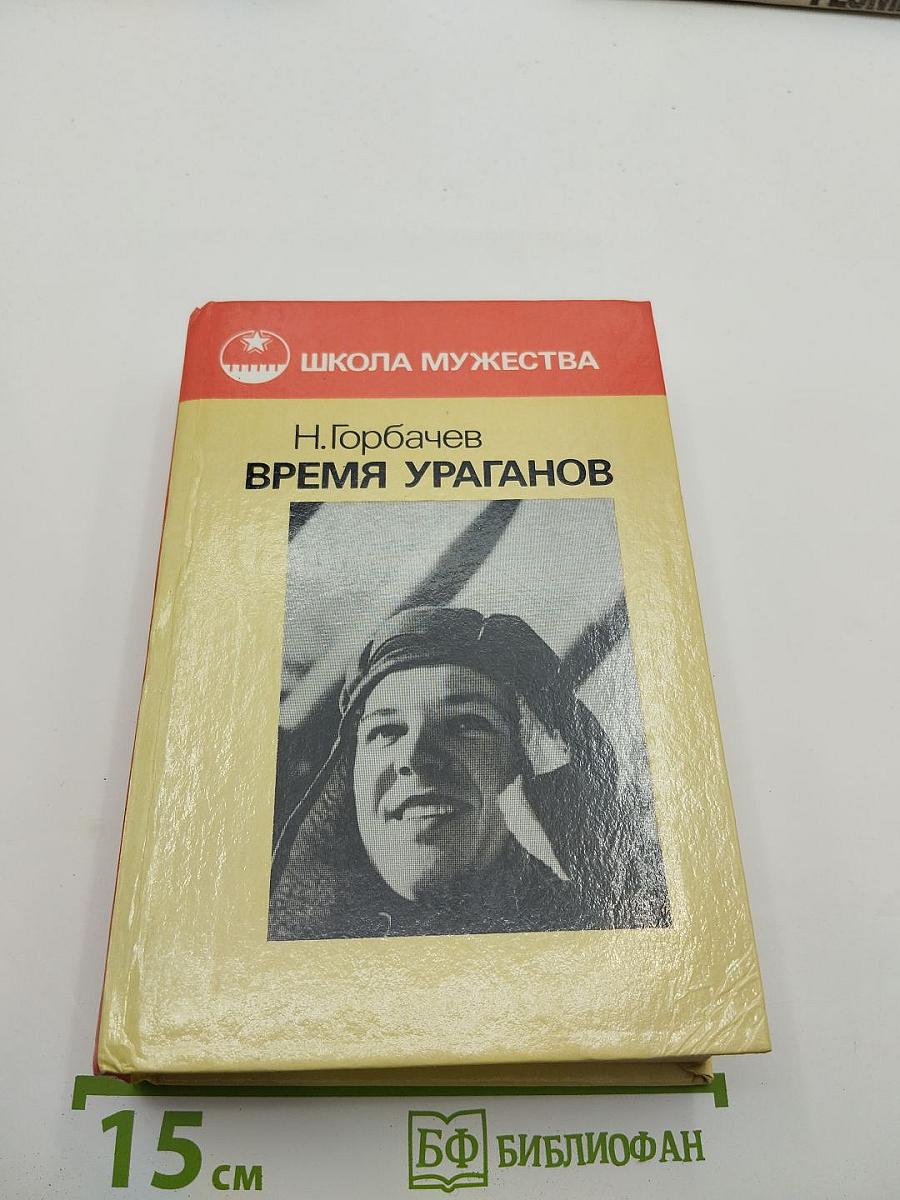 ШКОЛА МУЖЕСТВА
Н.Горбачев
ВРЕМЯ УРАГАНОВ
15 см
БФ БИБЛИОФАН